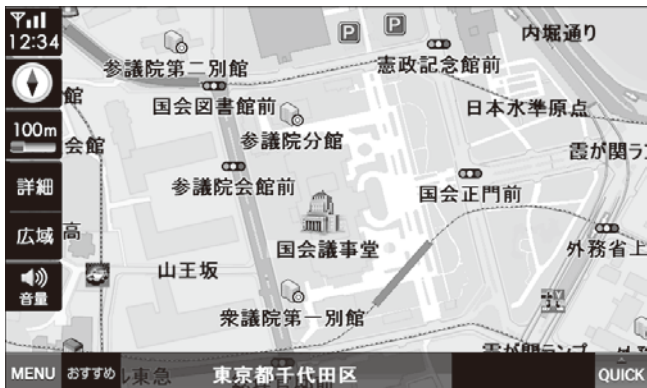 12:34
100m
詳細
広域
音量
MENU
おすすめ
東京都千代田区
QUICK
P
P
内堀通り
参議院第二別館
憲政記念館前
館
国会図書館前
日本水準原点
参議院分館
会館
霞が関ラ
参議院会館前
国会正門前
高
国会議事堂
外務省上
山王坂
衆議院第一別館
東急